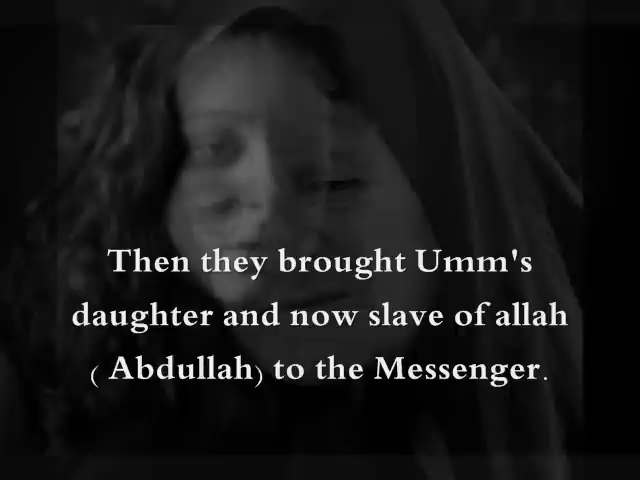 Then they brought Umm's
daughter and now slave of allah
( Abdullah) to the Messenger.